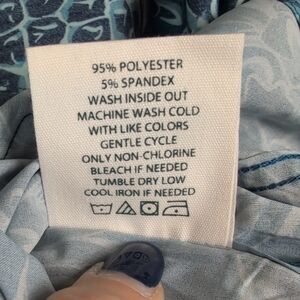 95% POLYESTER
5% SPANDEX
WASH INSIDE OUT
MACHINE WASH COLD
WITH LIKE COLORS
GENTLE CYCLE
ONLY NON-CHLORINE
BLEACH IF NEEDED
TUMBLE DRY LOW
COOL IRON IF NEEDED